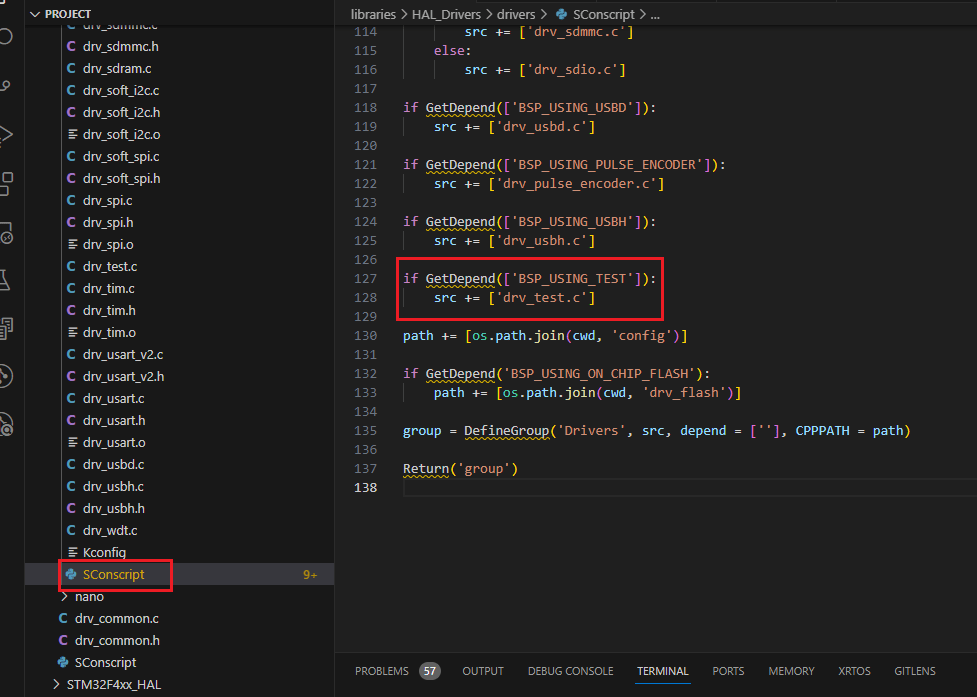 PROJECT
drv_sdmmc.c
drv_sdmmc.h
drv_sdram.c
drv_soft_i2c.c
drv_soft_i2c.h
drv_soft_i2c.o
drv_soft_spi.c
drv_soft_spi.h
drv_spi.c
drv_spi.h
drv_spi.o
drv_test.c
drv_tim.c
drv_tim.h
drv_tim.o
drv_usart_v2.c
drv_usart_v2.h
drv_usart.c
drv_usart.h
drv_usart.o
drv_usbd.c
drv_usbh.c
drv_usbh.h
drv_wdt.c
Kconfig
SConscript 9+
nano
drv_common.c
drv_common.h
SConscript
STM32F4xx_HAL
libraries > HAL_Drivers > drivers > SConscript > ...
114 src += ['drv_sdmmc.c']
115 else:
116 src += ['drv_sdio.c']
117
118 if GetDepend(['BSP_USING_USBD']):
119 src += ['drv_usbd.c']
120
121 if GetDepend(['BSP_USING_PULSE_ENCODER']):
122 src += ['drv_pulse_encoder.c']
123
124 if GetDepend(['BSP_USING_USBH']):
125 src += ['drv_usbh.c']
126
127 if GetDepend(['BSP_USING_TEST']):
128 src += ['drv_test.c']
129
130 path += [os.path.join(cwd, 'config')]
131
132 if GetDepend('BSP_USING_ON_CHIP_FLASH'):
133 path += [os.path.join(cwd, 'drv_flash')]
134
135 group = DefineGroup('Drivers', src, depend = [''], CPPPATH = path)
136
137 Return('group')
138
PROBLEMS 57 OUTPUT DEBUG CONSOLE TERMINAL PORTS MEMORY XRTOS GITLENS